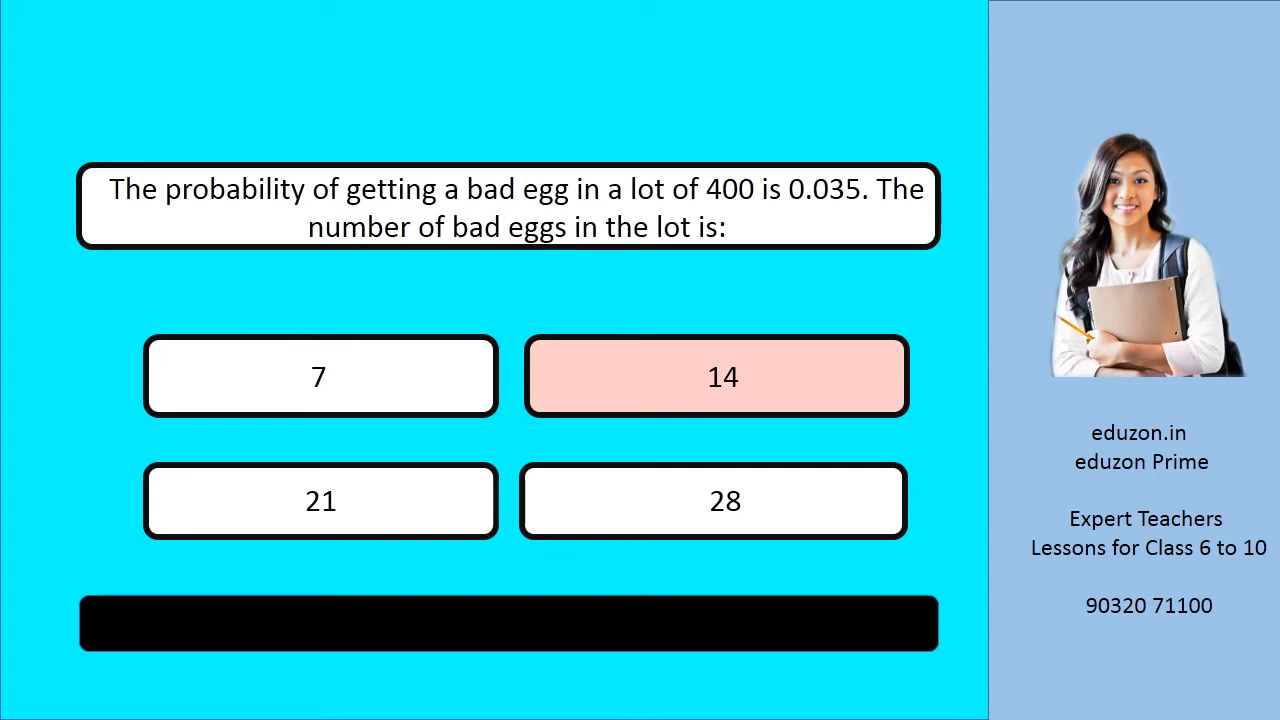 The probability of getting a bad egg in a lot of 400 is 0.035. The
number of bad eggs in the lot is:
7
14
21
28
eduzon.in
eduzon Prime
Expert Teachers
Lessons for Class 6 to 10
90320 71100